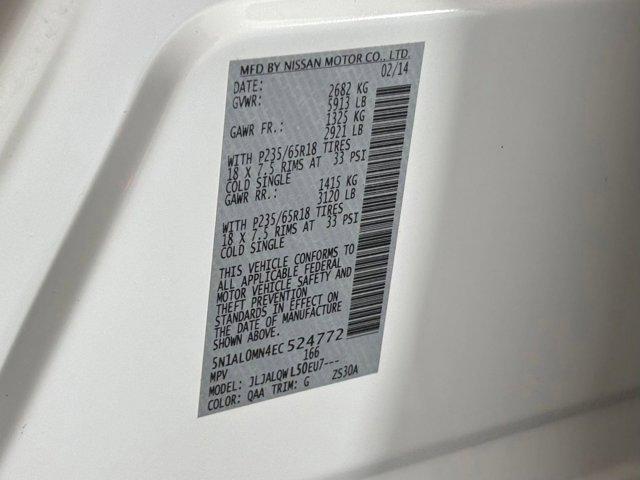 MFD BY NISSAN MOTOR CO., LTD.
DATE: 02/14
GVWR: 2682 KG
5913 LB
GAWR FR.: 1325 KG
2921 LB
WITH P235/65R18 TIRES
18 X 7.5 RIMS AT 33 PSI
COLD SINGLE
GAWR RR.: 1415 KG
3120 LB
WITH P235/65R18 TIRES
18 X 7.5 RIMS AT 33 PSI
COLD SINGLE
THIS VEHICLE CONFORMS TO
ALL APPLICABLE FEDERAL
MOTOR VEHICLE SAFETY AND
THEFT PREVENTION
STANDARDS IN EFFECT ON
THE DATE OF MANUFACTURE
SHOWN ABOVE.
5N1AL0MN4EC524772
MPV 166
MODEL: JLJALQWL50EU7---
COLOR: QAA TRIM: G ZS30A